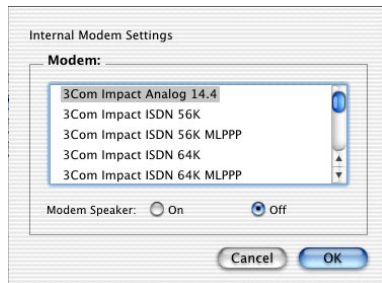 Internal Modem Settings
Modem:
3Com Impact Analog 14.4
3Com Impact ISDN 56K
3Com Impact ISDN 56K MLPPP
3Com Impact ISDN 64K
3Com Impact ISDN 64K MLPPP
Modem Speaker: On Off
Cancel OK